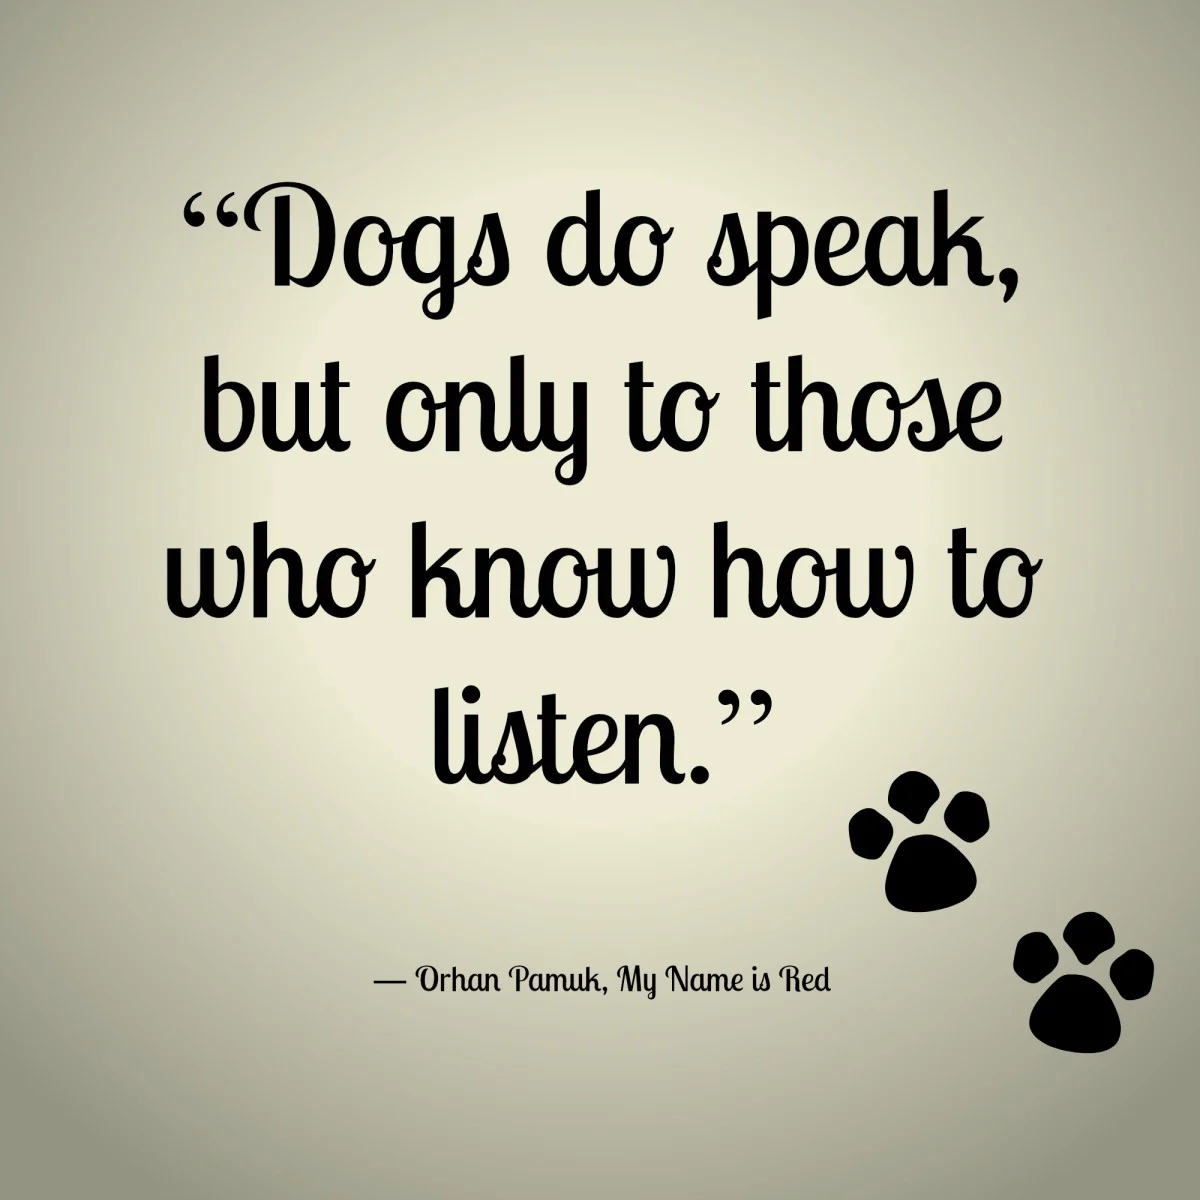 “Dogs do speak,
but only to those
who know how to
listen.”
— Orhan Pamuk, My Name is Red